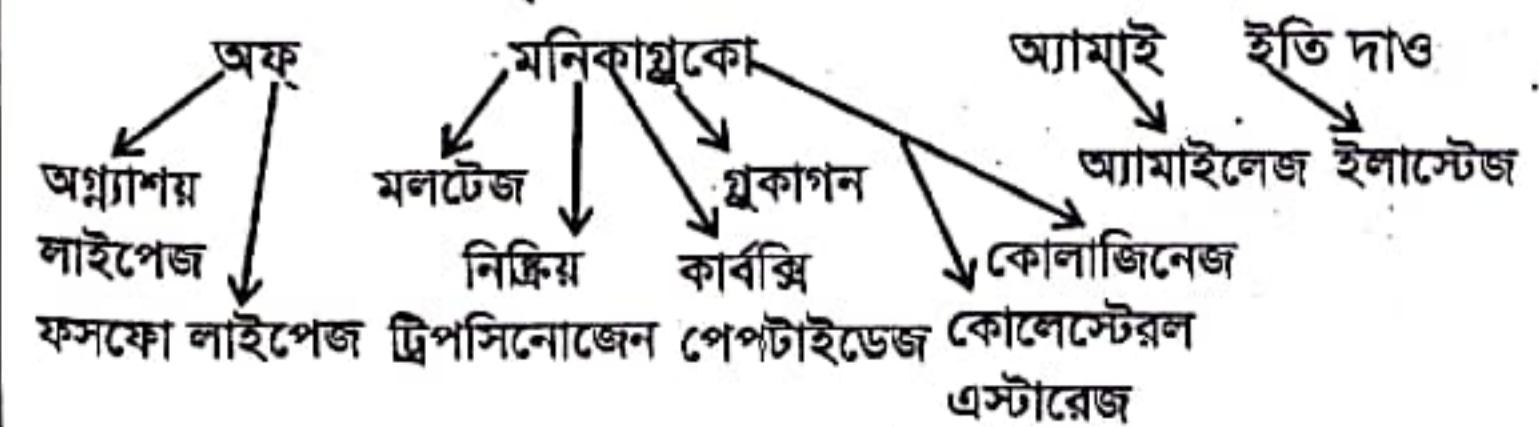 অফ্ মনিকাগ্লুকো অ্যামাই ইতি দাও
অগ্ন্যাশয় মলটেজ গ্লুকাগন অ্যামাইলেজ ইলাস্টেজ
লাইপেজ নিষ্ক্রিয় কার্বক্সি কোলাজিনেজ
ফসফো লাইপেজ ট্রিপসিনোজেন পেপটাইডেজ কোলেস্টেরল
এস্টারেজ